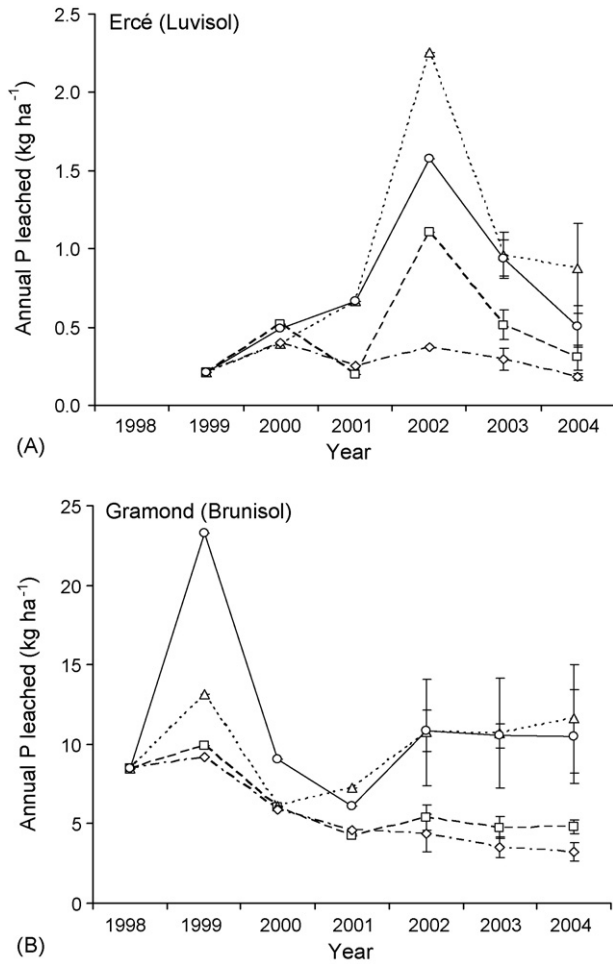 Ercé (Luvisol)
2.5
2.0
1.5
1.0
0.5
0.0
Annual P leached (kg ha⁻¹)
1998 1999 2000 2001 2002 2003 2004
Year
(A)
Gramond (Brunisol)
25
20
15
10
5
0
Annual P leached (kg ha⁻¹)
1998 1999 2000 2001 2002 2003 2004
Year
(B)